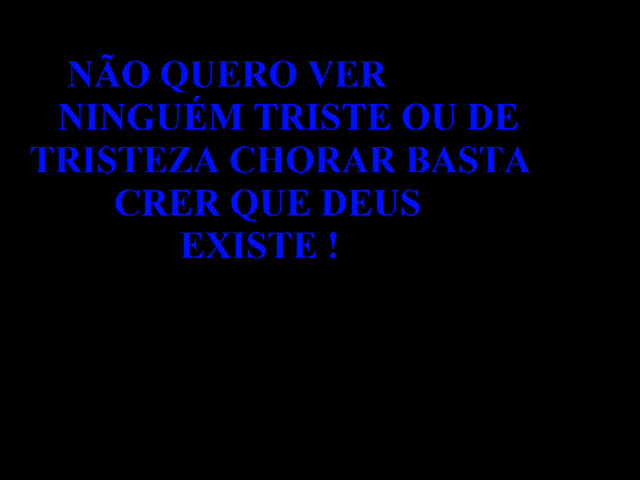 NÃO QUERO VER
NINGUÉM TRISTE OU DE
TRISTEZA CHORAR BASTA
CRER QUE DEUS
EXISTE !